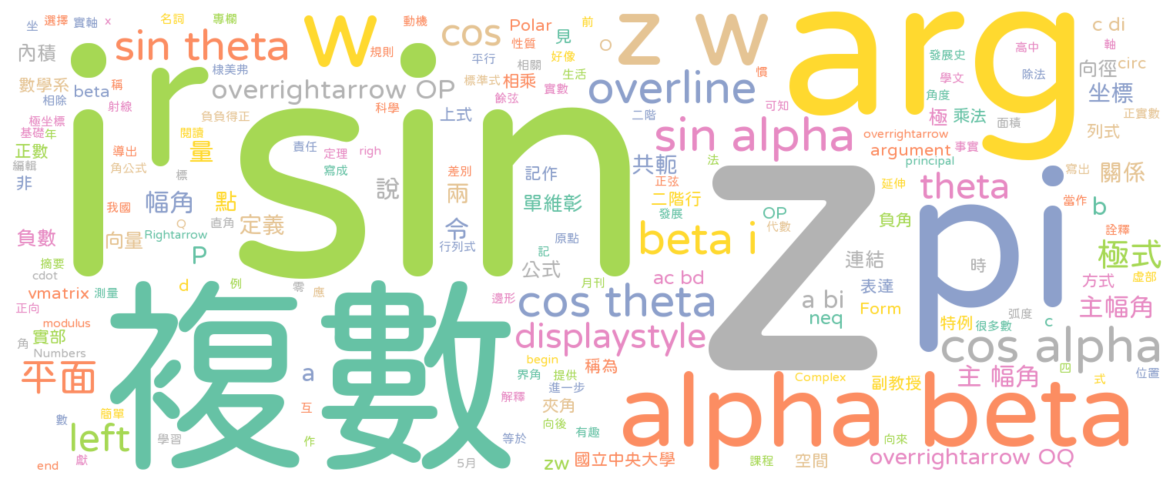 坐 選擇 實軸 x 名詞 專欄 動機 Polar 前 發展史 高中 c di 軸
sin theta w cos 性質 見 O z w arg
內積 規則 平行 好像 學文 除法 向徑 circ
數學系 beta 稱 棣美弗 overrightarrow OP 標準式 相關 相乘 生活 overline 慣 角度 坐標
相除 射線 負負得正 科學 餘弦 實數 可知 極 乘法 面積 正實數
極坐標 上式 二階 sin alpha overrightarrow 列式
基礎 年 閱讀 i r sin
正數 導出 量 責任 定理 righ 差別 共軛 法 argument 事實
編輯 角公式 寫成 說 記作 正弦 principal 寫出 關係
非 標 兩 單維彰 二階行 延伸 theta 當作
我國 幅角 點 直角 定義 令 發展 OP 負角 pi b
負數 向量 Q Rightarrow 行列式 原點 代數 Z 詮釋
P 記 beta i 極式
摘要 cdot 零 應 公式 月刊 ac bd 連結 時 方式 虛部
vmatrix 測量 d 例 邊形 cos theta a bi 表達 主幅角
正向 modulus 複數 displaystyle neq Form 特例 很多數 弧度 c
角 實部 Numbers begin 稱為 cos alpha
平面 a 界角 提供 Complex 主 幅角 四 式 位置
簡單 互 解釋 進一步 夾角 alpha beta 副教授
數 left 學習 作 等於 向後 有趣 向來
end 獻 5月 zw 國立中央大學 課程 空間 overrightarrow OQ